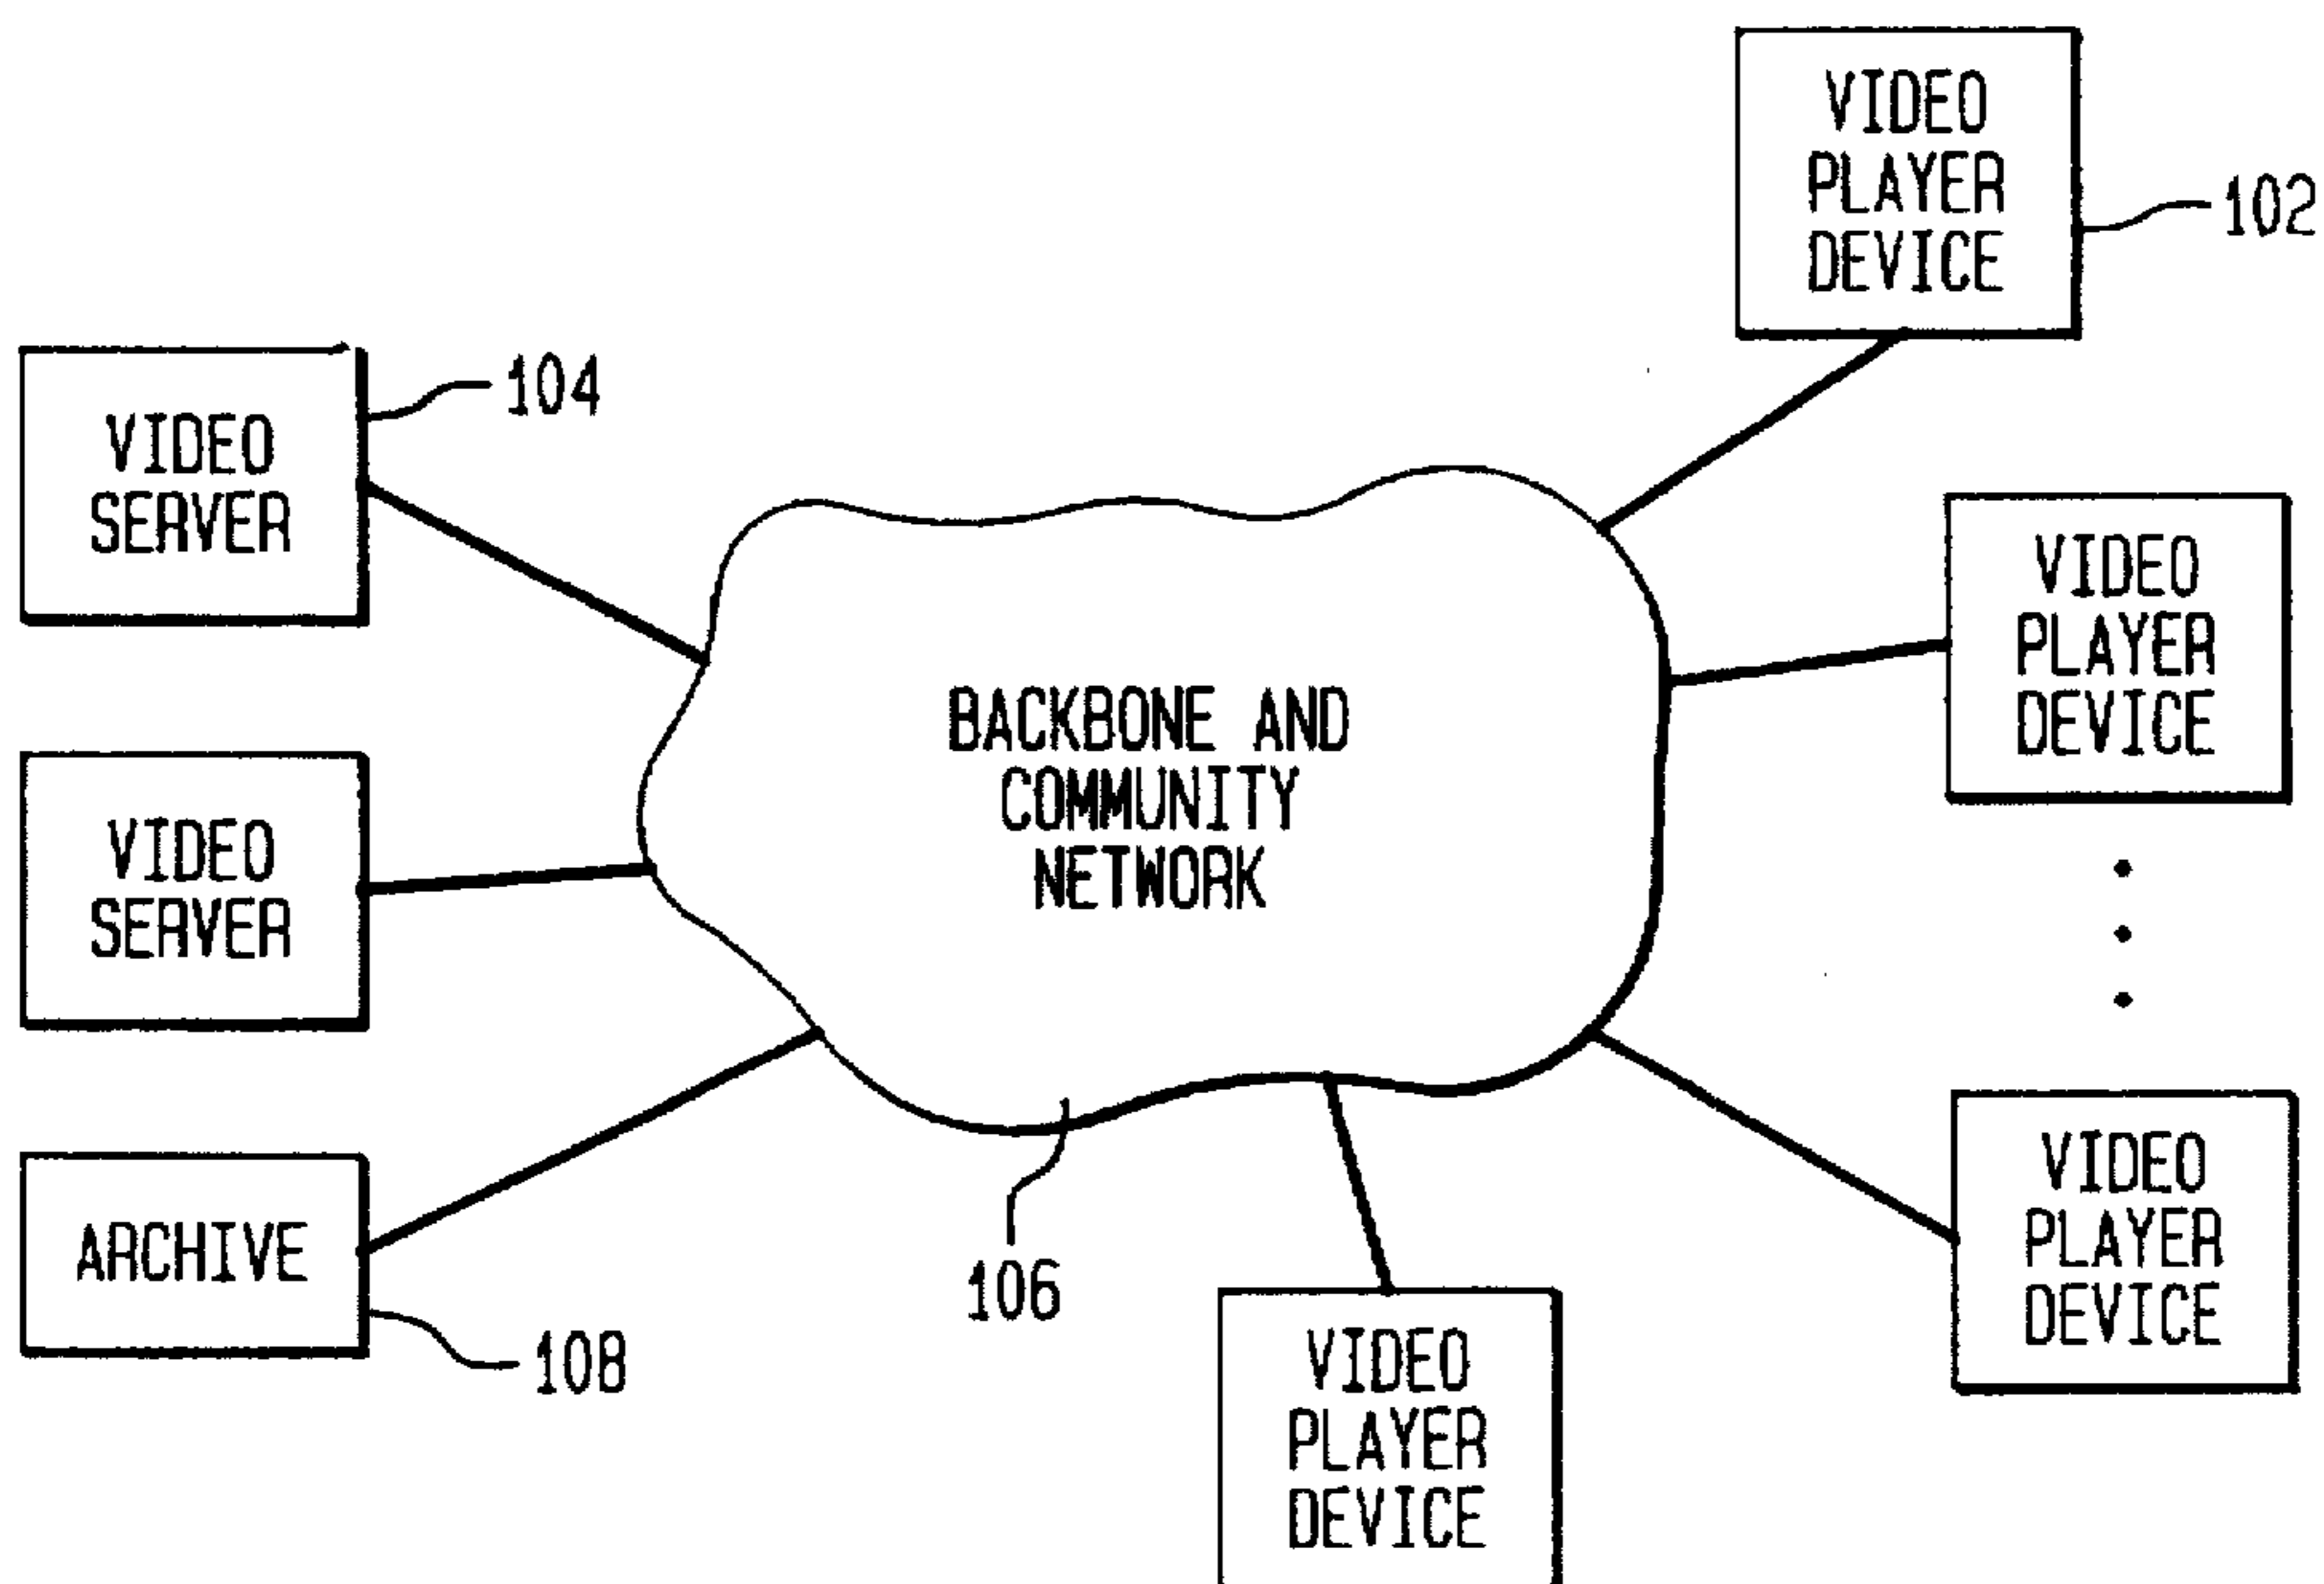 VIDEO
PLAYER
DEVICE
102
VIDEO
SERVER
104
VIDEO
PLAYER
DEVICE
BACKBONE AND
COMMUNITY
NETWORK
VIDEO
SERVER
VIDEO
PLAYER
DEVICE
ARCHIVE
108
106
VIDEO
PLAYER
DEVICE